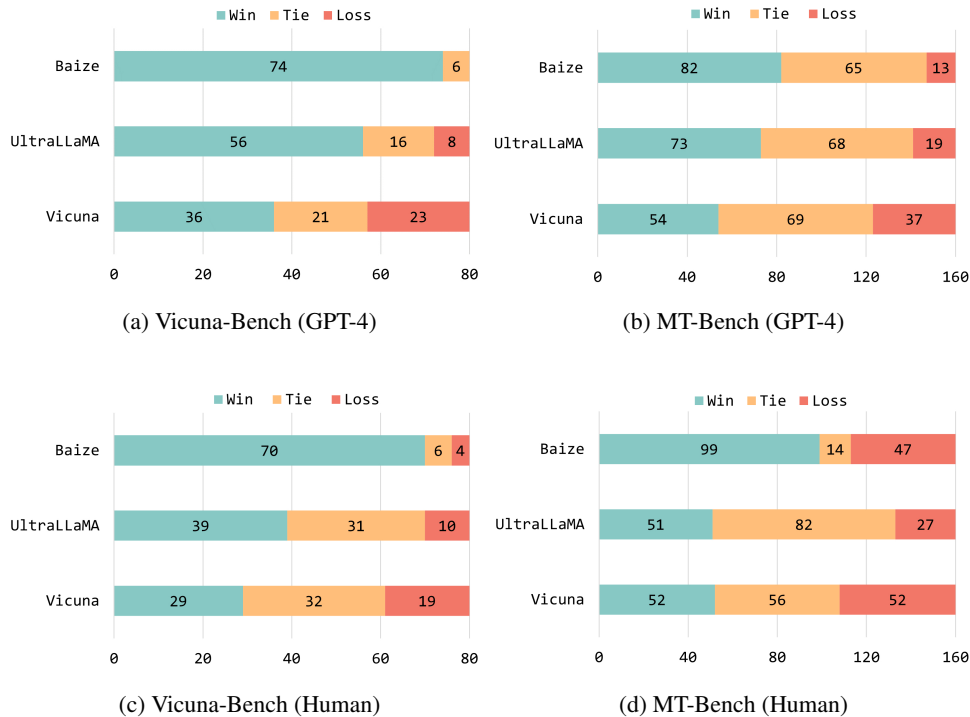 Win Tie Loss
Baize 74 6
UltraLLaMA 56 16 8
Vicuna 36 21 23
0 20 40 60 80
(a) Vicuna-Bench (GPT-4)
Win Tie Loss
Baize 82 65 13
UltraLLaMA 73 68 19
Vicuna 54 69 37
0 40 80 120 160
(b) MT-Bench (GPT-4)
Win Tie Loss
Baize 70 6 4
UltraLLaMA 39 31 10
Vicuna 29 32 19
0 20 40 60 80
(c) Vicuna-Bench (Human)
Win Tie Loss
Baize 99 14 47
UltraLLaMA 51 82 27
Vicuna 52 56 52
0 40 80 120 160
(d) MT-Bench (Human)